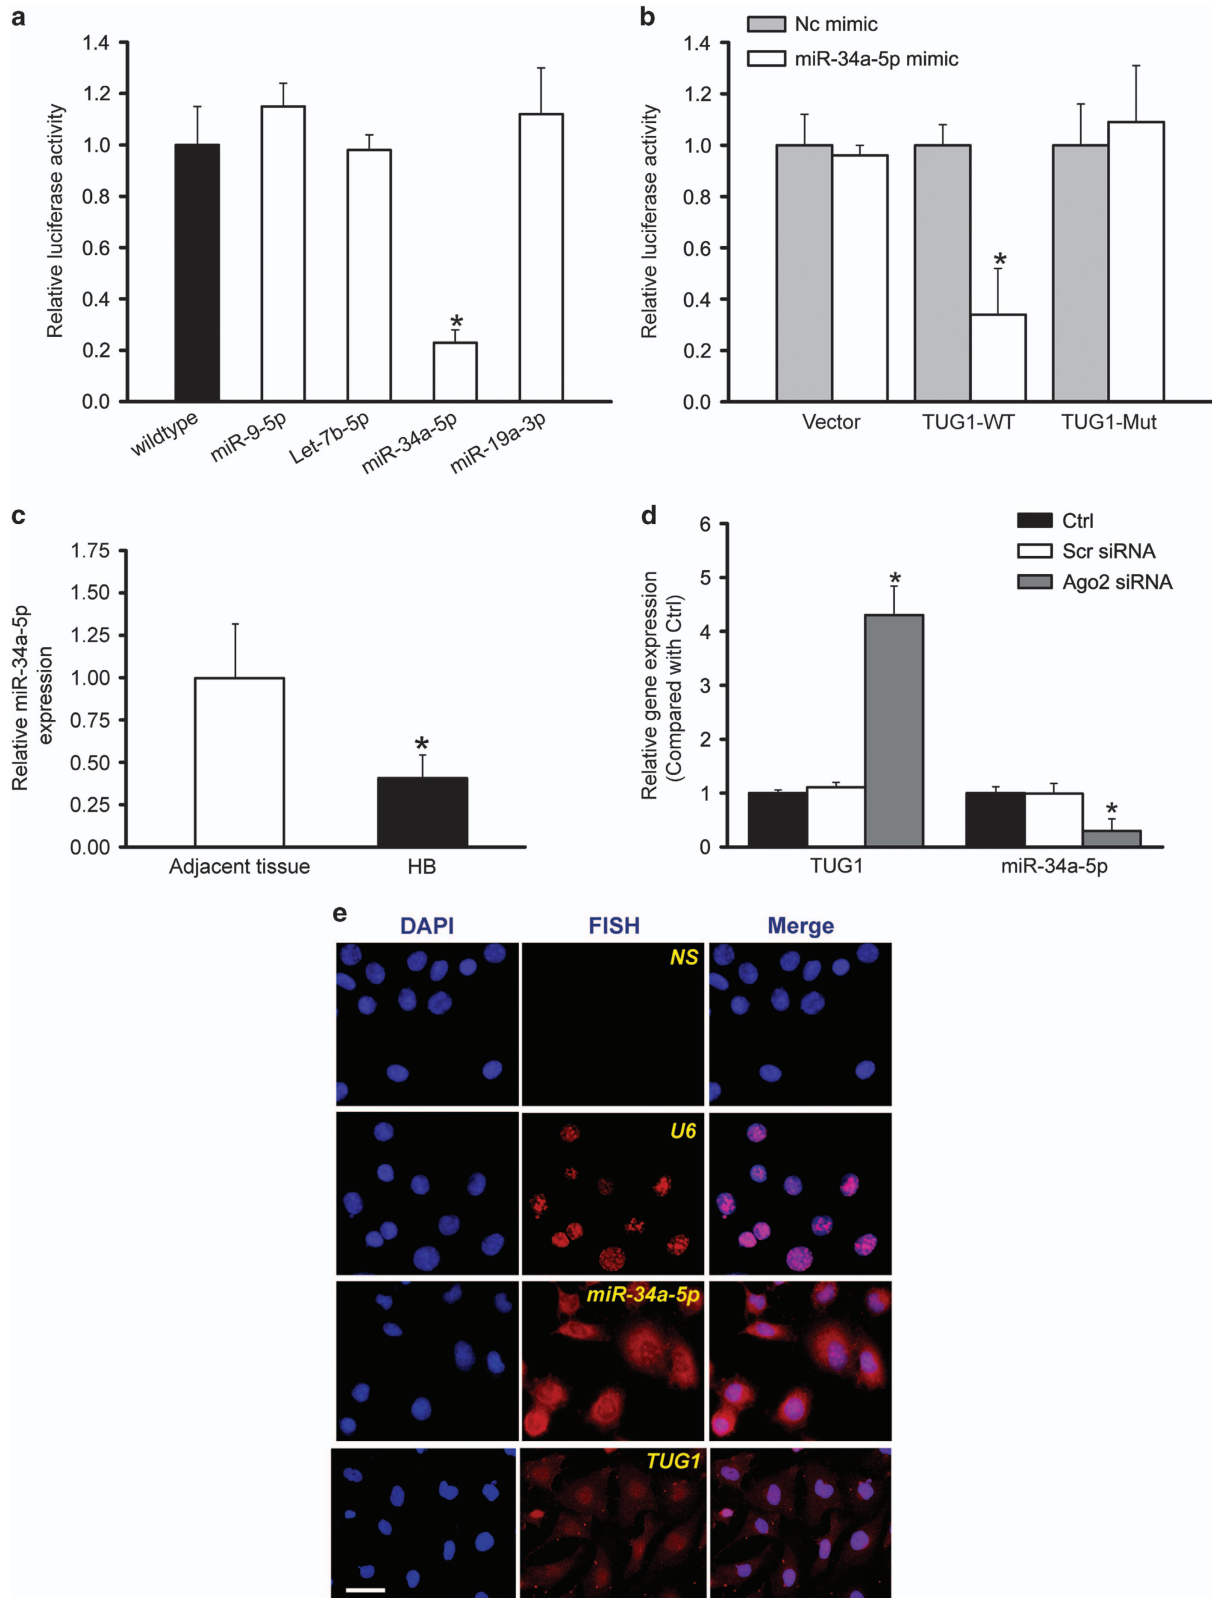 a
1.4
1.2
1.0
0.8
0.6
0.4
0.2
0.0
Relative luciferase activity
*
wildtype
miR-9-5p
Let-7b-5p
miR-34a-5p
miR-19a-3p
b
Nc mimic
miR-34a-5p mimic
1.4
1.2
1.0
0.8
0.6
0.4
0.2
0.0
Relative luciferase activity
*
Vector
TUG1-WT
TUG1-Mut
c
1.75
1.50
1.25
1.00
0.75
0.50
0.25
0.00
Relative miR-34a-5p
expression
*
Adjacent tissue
HB
d
Ctrl
Scr siRNA
Ago2 siRNA
6
5
4
3
2
1
0
Relative gene expression
(Compared with Ctrl)
*
*
TUG1
miR-34a-5p
e
DAPI
FISH
Merge
NS
U6
miR-34a-5p
TUG1